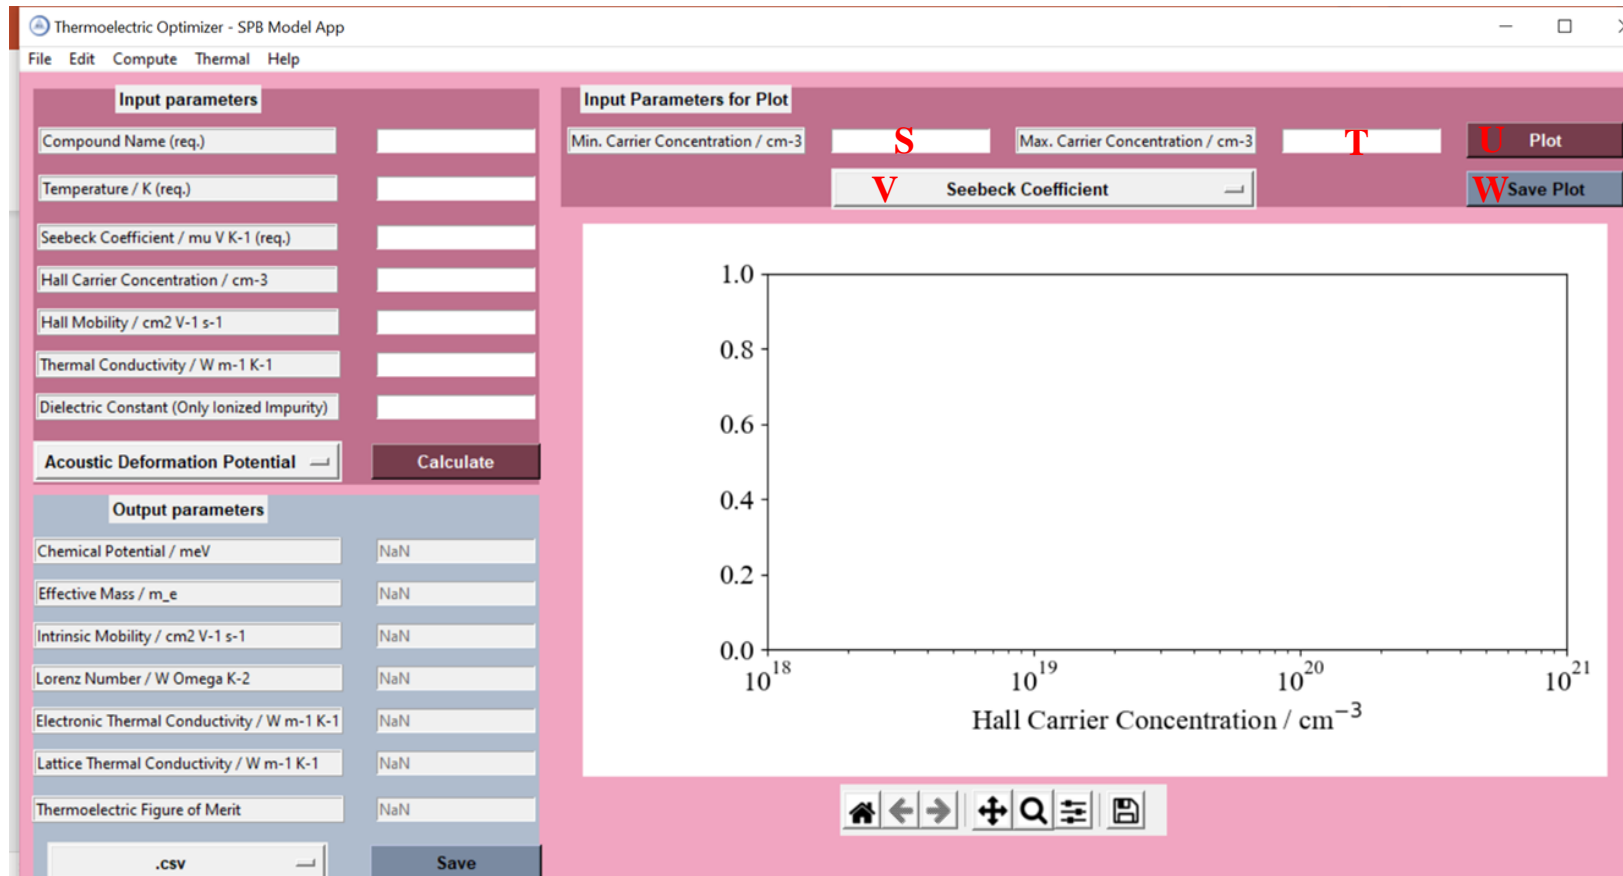 Thermoelectric Optimizer - SPB Model App
File Edit Compute Thermal Help
Input parameters
Compound Name (req.)
Temperature / K (req.)
Seebeck Coefficient / mu V K-1 (req.)
Hall Carrier Concentration / cm-3
Hall Mobility / cm2 V-1 s-1
Thermal Conductivity / W m-1 K-1
Dielectric Constant (Only Ionized Impurity)
Acoustic Deformation Potential Calculate
Output parameters
Chemical Potential / meV NaN
Effective Mass / m_e NaN
Intrinsic Mobility / cm2 V-1 s-1 NaN
Lorenz Number / W Omega K-2 NaN
Electronic Thermal Conductivity / W m-1 K-1 NaN
Lattice Thermal Conductivity / W m-1 K-1 NaN
Thermoelectric Figure of Merit NaN
.csv Save
Input Parameters for Plot
Min. Carrier Concentration / cm-3 S Max. Carrier Concentration / cm-3 T U Plot
V Seebeck Coefficient W Save Plot
1.0
0.8
0.6
0.4
0.2
0.0
10^18 10^19 10^20 10^21
Hall Carrier Concentration / cm^−3